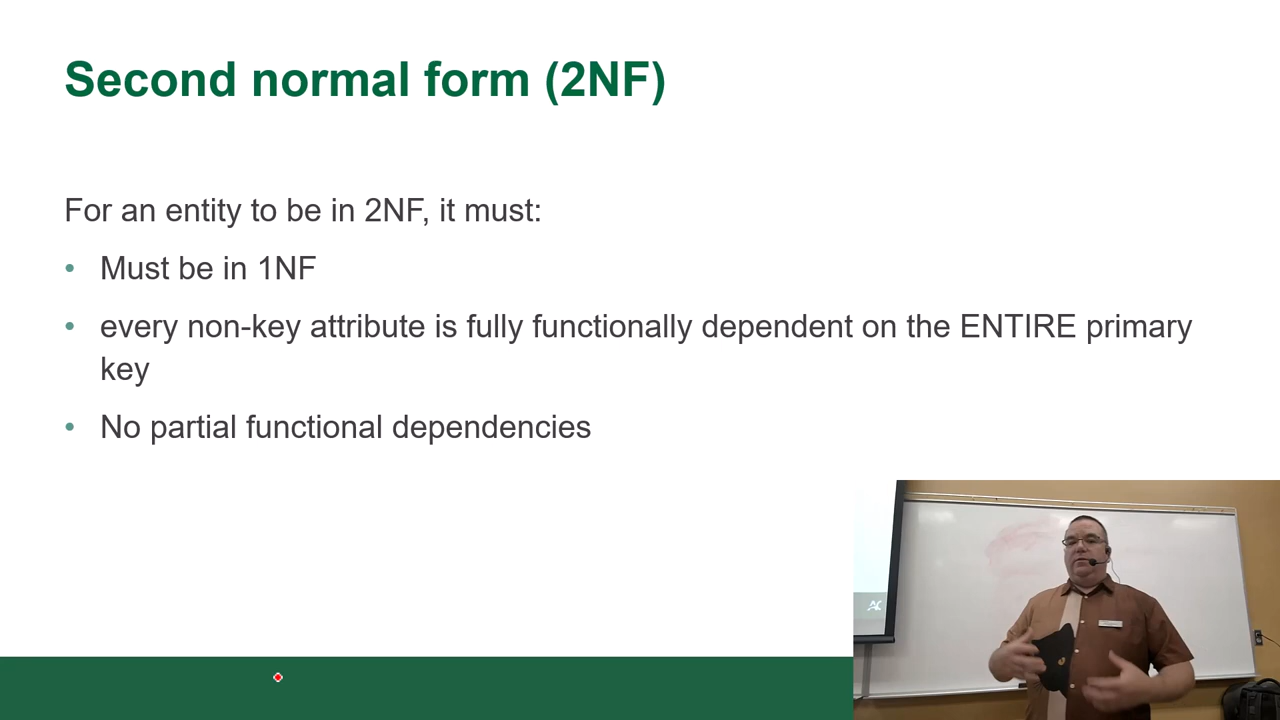 Second normal form (2NF)
For an entity to be in 2NF, it must:
• Must be in 1NF
• every non-key attribute is fully functionally dependent on the ENTIRE primary
key
• No partial functional dependencies
AC